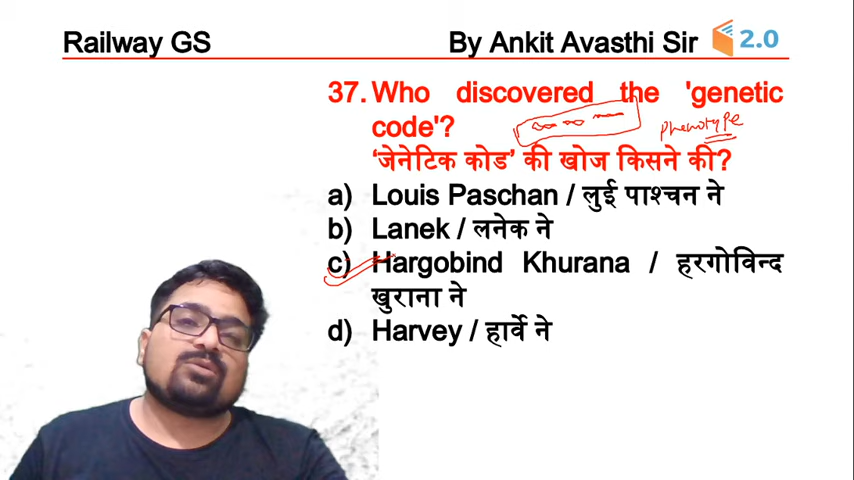 Railway GS
By Ankit Avasthi Sir 2.0
37. Who discovered the 'genetic
code'?
phenotype
'जेनेटिक कोड' की खोज किसने की?
a) Louis Paschan / लुई पाश्चन ने
b) Lanek / लनेक ने
c) Hargobind Khurana / हरगोविन्द
खुराना ने
d) Harvey / हार्वे ने